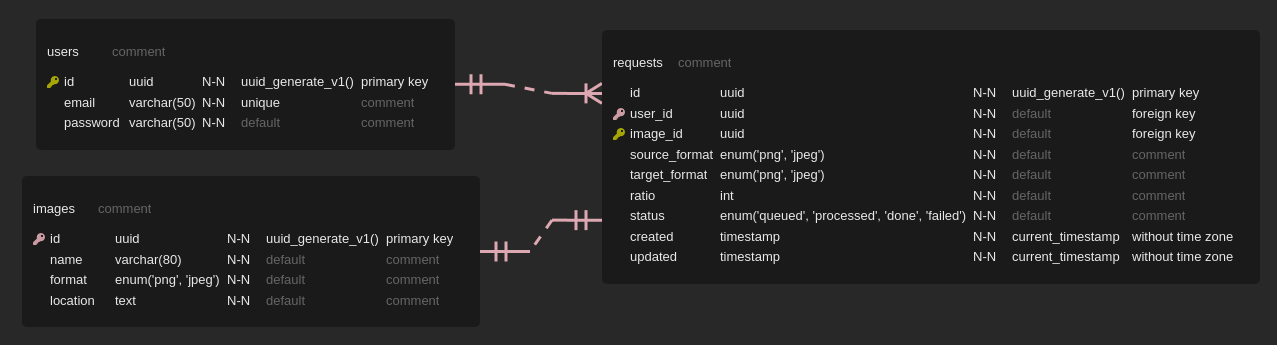 users comment
id uuid N-N uuid_generate_v1() primary key
email varchar(50) N-N unique comment
password varchar(50) N-N default comment
images comment
id uuid N-N uuid_generate_v1() primary key
name varchar(80) N-N default comment
format enum('png', 'jpeg') N-N default comment
location text N-N default comment
requests comment
id uuid N-N uuid_generate_v1() primary key
user_id uuid N-N default foreign key
image_id uuid N-N default foreign key
source_format enum('png', 'jpeg') N-N default comment
target_format enum('png', 'jpeg') N-N default comment
ratio int N-N default comment
status enum('queued', 'processed', 'done', 'failed') N-N default comment
created timestamp N-N current_timestamp without time zone
updated timestamp N-N current_timestamp without time zone